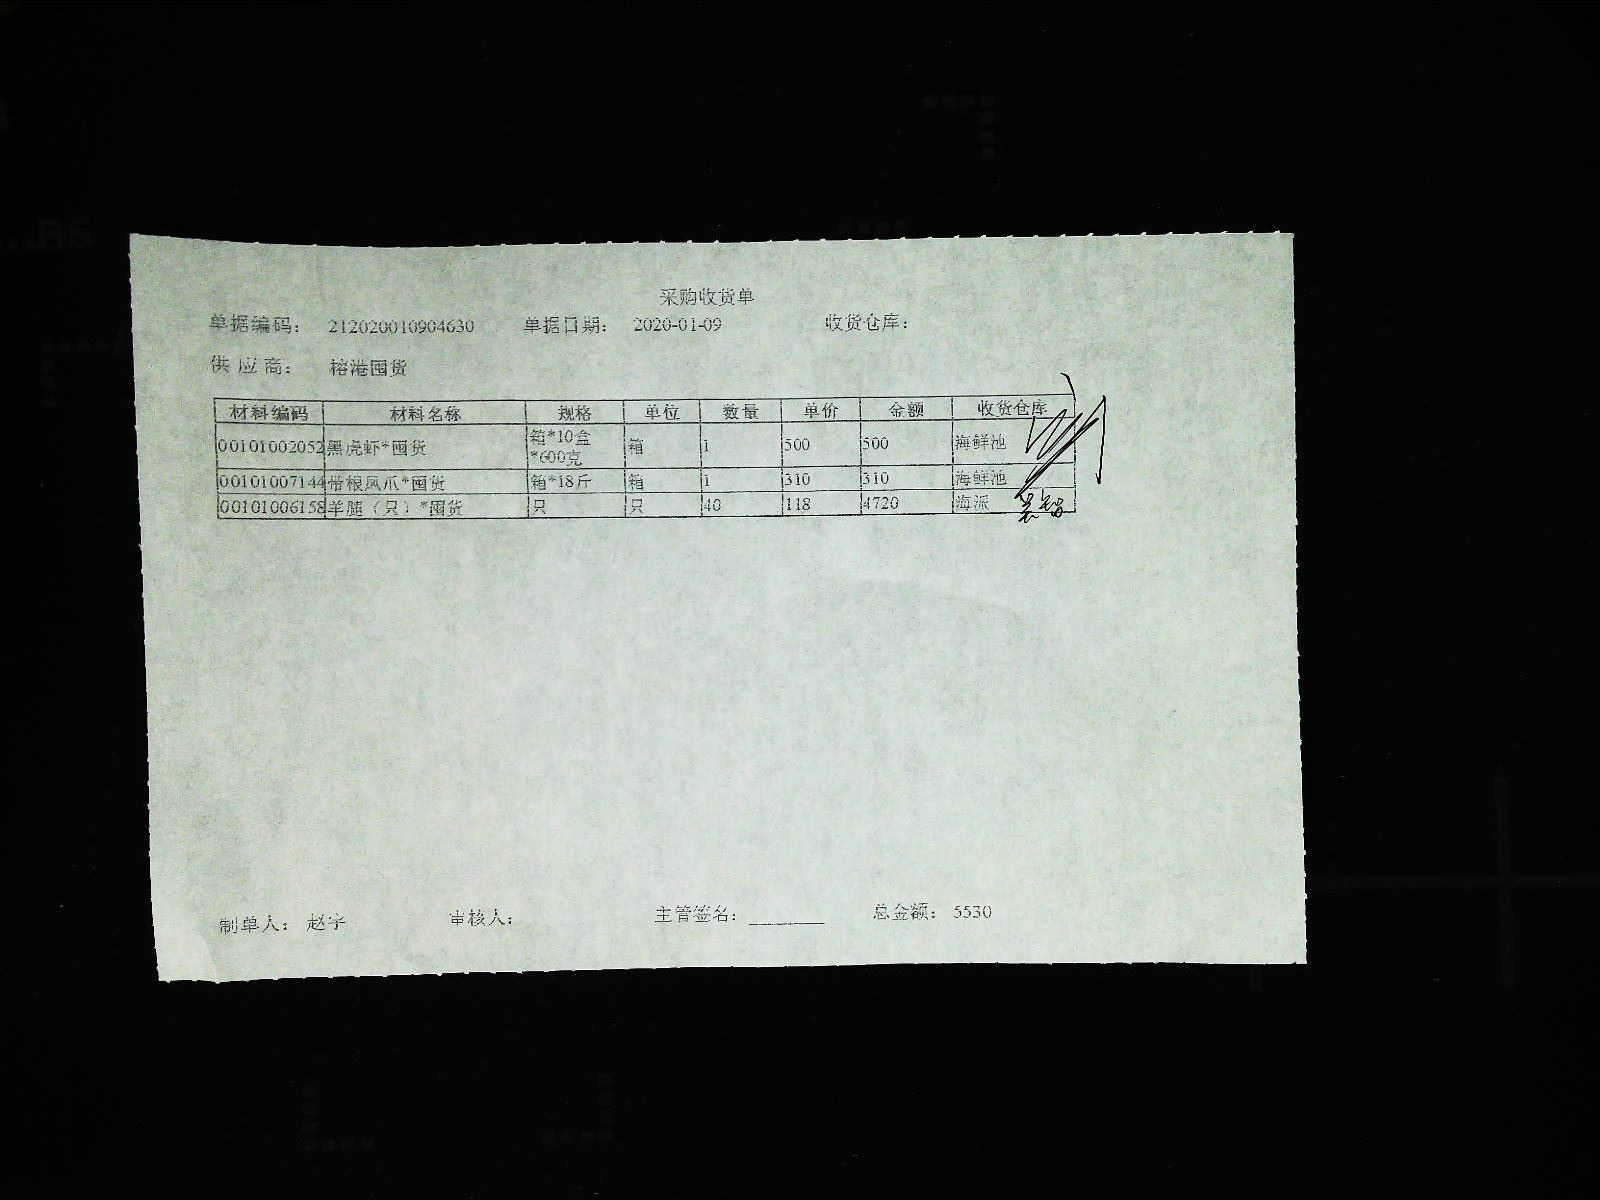 采购收货单
单据编码： 212020010904630 单据日期： 2020-01-09 收货仓库：
供 应 商： 榕港囤货
材料编码 材料名称 规格 单位 数量 单价 金额 收货仓库
00101002052 黑虎虾*囤货 箱*10盒*600克 箱 1 500 500 海鲜池
00101007144 带根凤爪*囤货 箱*18斤 箱 1 310 310 海鲜池
00101006158 羊腿（只）*囤货 只 只 40 118 4720 海派
制单人： 赵宇 审核人： 主管签名： 总金额： 5530